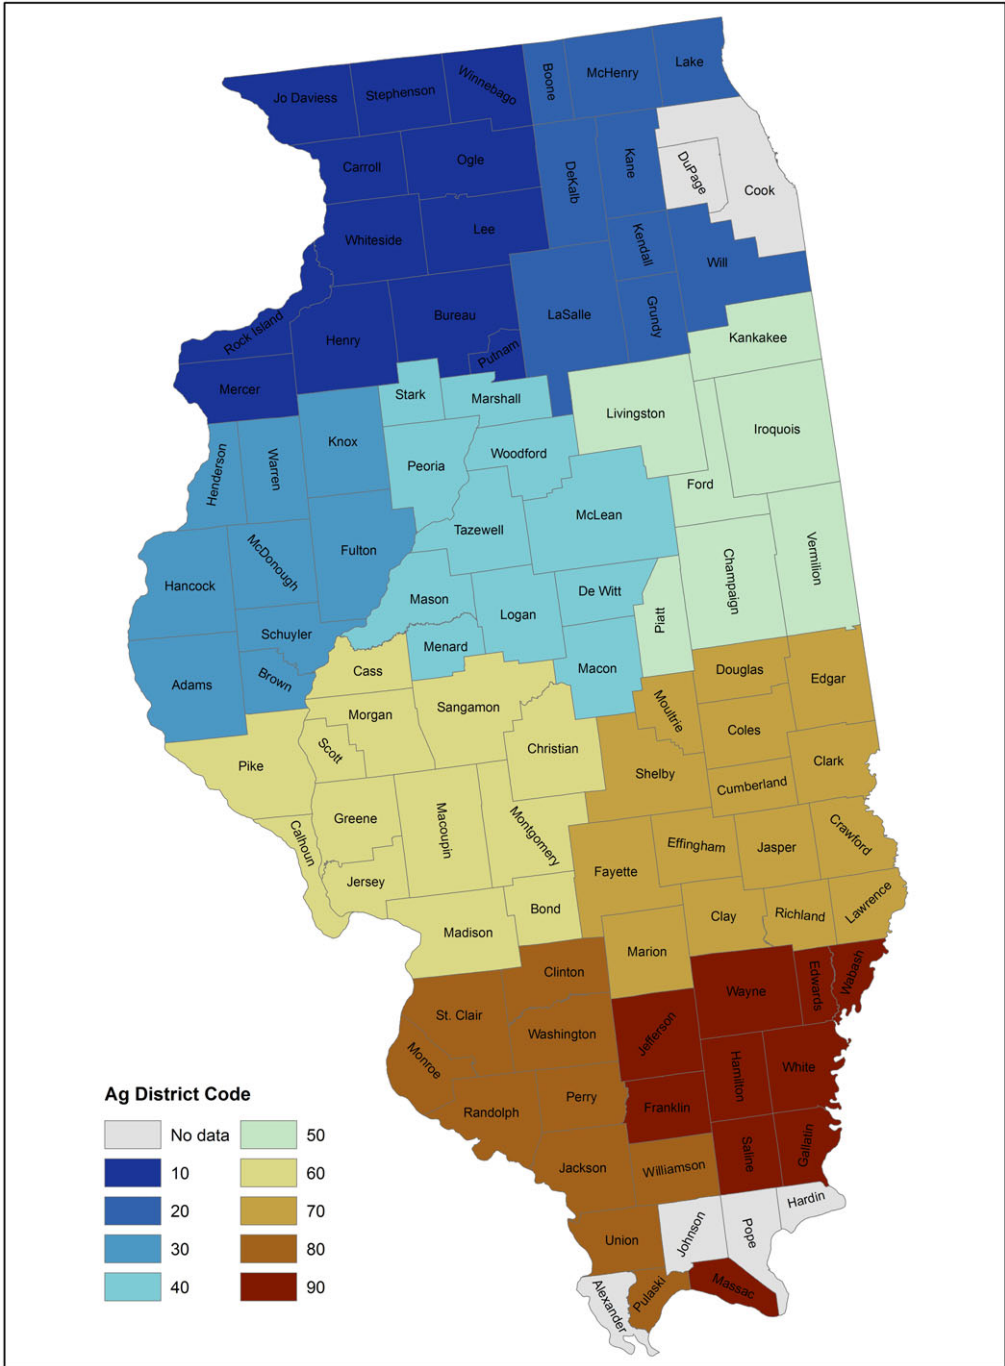 Jo Daviess
Stephenson
Winnebago
Boone
McHenry
Lake
Carroll
Ogle
DeKalb
Kane
DuPage
Cook
Whiteside
Lee
Kendall
Will
Rock Island
Henry
Bureau
Putnam
LaSalle
Grundy
Kankakee
Mercer
Stark
Marshall
Livingston
Iroquois
Henderson
Warren
Knox
Peoria
Woodford
Ford
McLean
Hancock
McDonough
Fulton
Tazewell
Champaign
Vermilion
Mason
Logan
De Witt
Piatt
Schuyler
Menard
Adams
Brown
Cass
Macon
Douglas
Edgar
Morgan
Sangamon
Moultrie
Coles
Pike
Scott
Christian
Shelby
Cumberland
Clark
Greene
Calhoun
Macoupin
Montgomery
Effingham
Jasper
Crawford
Jersey
Fayette
Bond
Clay
Richland
Lawrence
Madison
Marion
Clinton
Wayne
Edwards
Wabash
St. Clair
Washington
Jefferson
Monroe
Hamilton
White
Randolph
Perry
Franklin
Saline
Gallatin
Jackson
Williamson
Hardin
Union
Johnson
Pope
Alexander
Pulaski
Massac
Ag District Code
No data
50
10
60
20
70
30
80
40
90